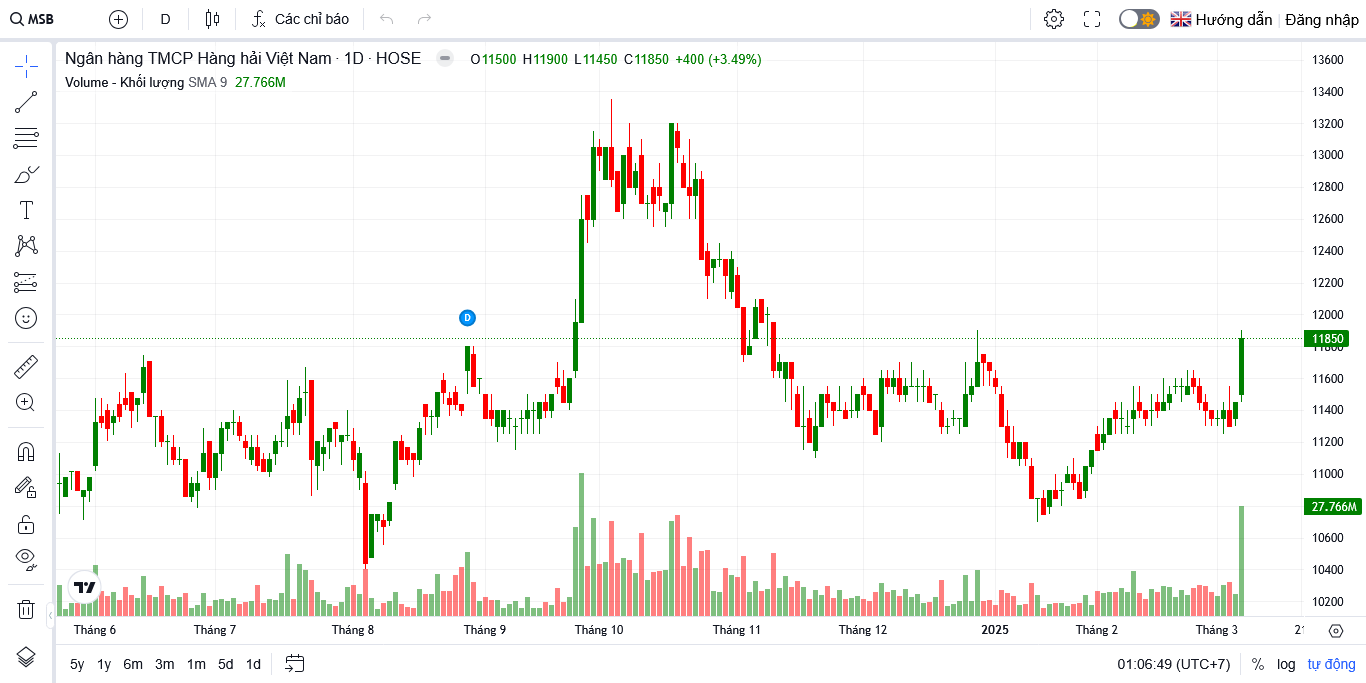 MSB D Các chỉ báo Hướng dẫn Đăng nhập
Ngân hàng TMCP Hàng hải Việt Nam · 1D · HOSE O11500 H11900 L11450 C11850 +400 (+3.49%)
Volume - Khối lượng SMA 9 27.766M
D
13600
13400
13200
13000
12800
12600
12400
12200
12000
11850
11800
11600
11400
11200
11000
27.766M
10600
10400
10200
Tháng 6 Tháng 7 Tháng 8 Tháng 9 Tháng 10 Tháng 11 Tháng 12 2025 Tháng 2 Tháng 3
5y 1y 6m 3m 1m 5d 1d 01:06:49 (UTC+7) % log tự động